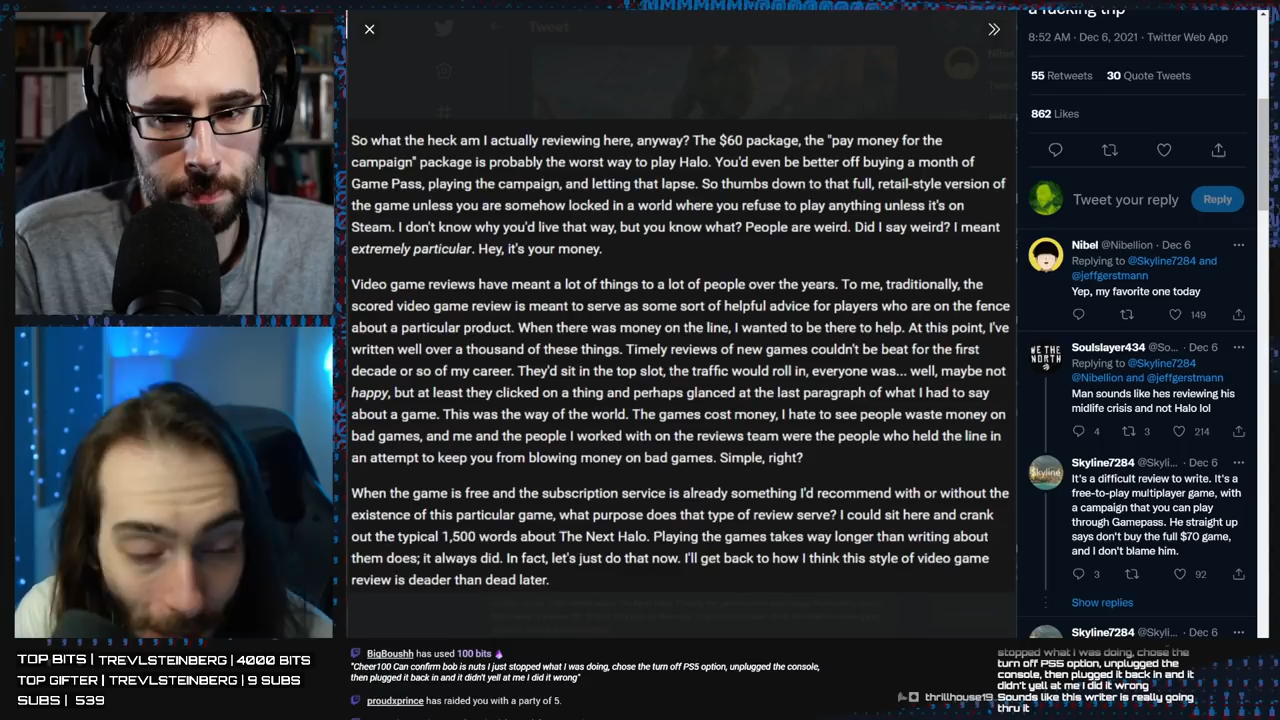 Tweet
So what the heck am I actually reviewing here, anyway? The $60 package, the "pay money for the
campaign" package is probably the worst way to play Halo. You'd even be better off buying a month of
Game Pass, playing the campaign, and letting that lapse. So thumbs down to that full, retail-style version of
the game unless you are somehow locked in a world where you refuse to play anything unless it's on
Steam. I don't know why you'd live that way, but you know what? People are weird. Did I say weird? I meant
extremely particular. Hey, it's your money.
Video game reviews have meant a lot of things to a lot of people over the years. To me, traditionally, the
scored video game review is meant to serve as some sort of helpful advice for players who are on the fence
about a particular product. When there was money on the line, I wanted to be there to help. At this point, I've
written well over a thousand of these things. Timely reviews of new games couldn't be beat for the first
decade or so of my career. They'd sit in the top slot, the traffic would roll in, everyone was... well, maybe not
happy, but at least they clicked on a thing and perhaps glanced at the last paragraph of what I had to say
about a game. This was the way of the world. The games cost money, I hate to see people waste money on
bad games, and me and the people I worked with on the reviews team were the people who held the line in
an attempt to keep you from blowing money on bad games. Simple, right?
When the game is free and the subscription service is already something I'd recommend with or without the
existence of this particular game, what purpose does that type of review serve? I could sit here and crank
out the typical 1,500 words about The Next Halo. Playing the games takes way longer than writing about
them does; it always did. In fact, let's just do that now. I'll get back to how I think this style of video game
review is deader than dead later.
a fucking trip
8:52 AM · Dec 6, 2021 · Twitter Web App
55 Retweets 30 Quote Tweets
862 Likes
Tweet your reply
Reply
Nibel @Nibellion · Dec 6
Replying to @Skyline7284 and
@jeffgerstmann
Yep, my favorite one today
149
WE THE
NORTH
Soulslayer434 @So... · Dec 6
Replying to @Skyline7284
@Nibellion and @jeffgerstmann
Man sounds like hes reviewing his
midlife crisis and not Halo lol
4 3 214
Skyline
Skyline7284 @Skyli... · Dec 6
It's a difficult review to write. It's a
free-to-play multiplayer game, with
a campaign that you can play
through Gamepass. He straight up
says don't buy the full $70 game,
and I don't blame him.
3 92
Show replies
Skyline7284 @Skyli... · Dec 6
TOP BITS | TREVLSTEINBERG | 4000 BITS
TOP GIFTER | TREVLSTEINBERG | 9 SUBS
SUBS | 539
BigBoushh has used 100 bits
"Cheer100 Can confirm bob is nuts I just stopped what I was doing, chose the turn off PS5 option, unplugged the console,
then plugged it back in and it didn't yell at me I did it wrong"
proudxprince has raided you with a party of 5.
stopped what I was doing, chose the
turn off PS5 option, unplugged the
console, then plugged it back in and it
didn't yell at me I did it wrong
thrillhouse19 Sounds like this writer is really going
thru it